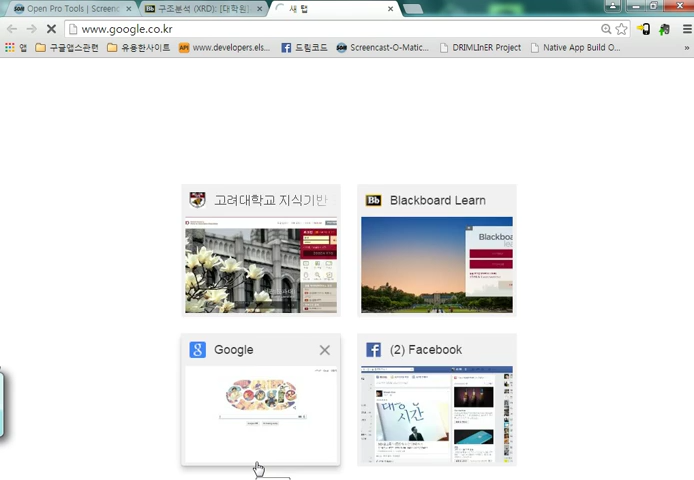 Open Pro Tools | Screenc
구조분석 (XRD): [대학원]
새 탭
www.google.co.kr
앱
구글앱스관련
유용한사이트
www.developers.els...
드림코드
Screencast-O-Matic...
DRIMLInER Project
Native App Build O...
고려대학교 지식기반
Blackboard Learn
Google
(2) Facebook